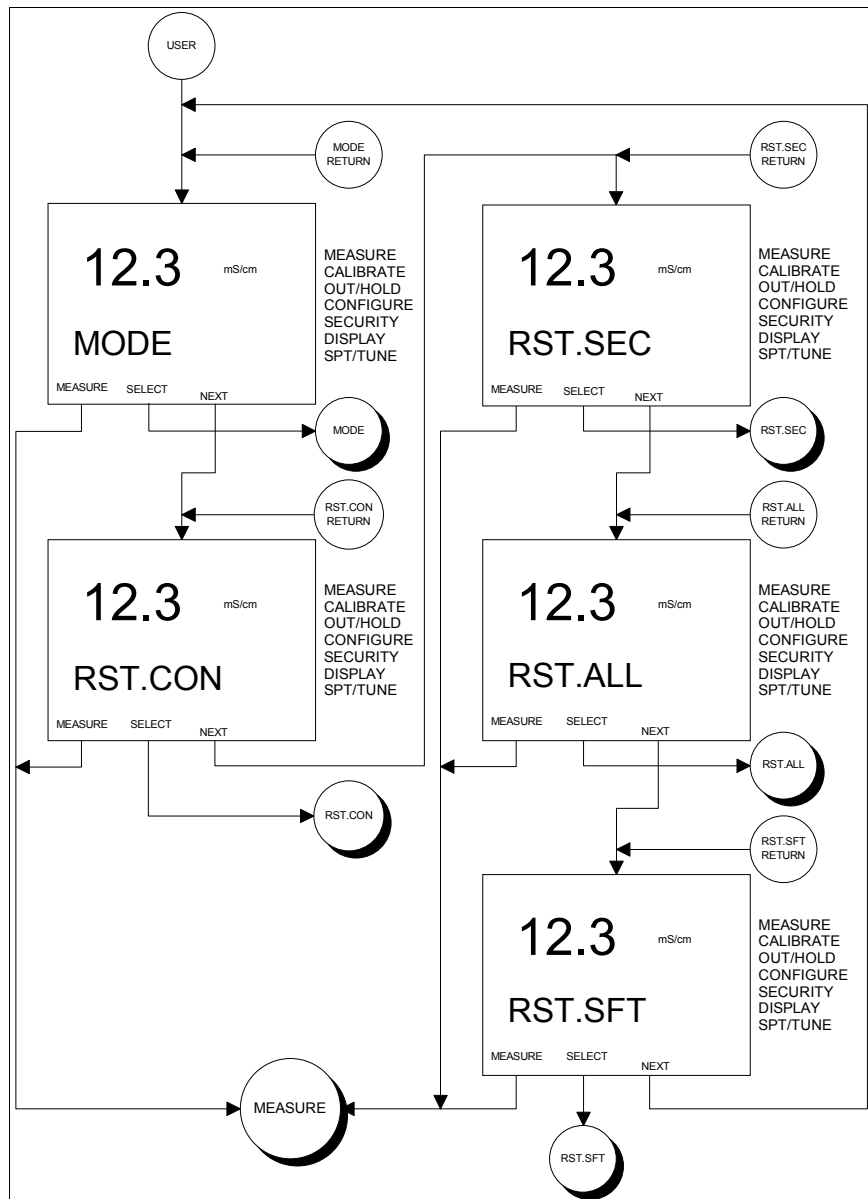 USER
MODE
RETURN
12.3 mS/cm
MODE
MEASURE SELECT NEXT
MEASURE
CALIBRATE
OUT/HOLD
CONFIGURE
SECURITY
DISPLAY
SPT/TUNE
MODE
RST.CON
RETURN
12.3 mS/cm
RST.CON
MEASURE SELECT NEXT
MEASURE
CALIBRATE
OUT/HOLD
CONFIGURE
SECURITY
DISPLAY
SPT/TUNE
RST.CON
RST.SEC
RETURN
12.3 mS/cm
RST.SEC
MEASURE SELECT NEXT
MEASURE
CALIBRATE
OUT/HOLD
CONFIGURE
SECURITY
DISPLAY
SPT/TUNE
RST.SEC
RST.ALL
RETURN
12.3 mS/cm
RST.ALL
MEASURE SELECT NEXT
MEASURE
CALIBRATE
OUT/HOLD
CONFIGURE
SECURITY
DISPLAY
SPT/TUNE
RST.ALL
RST.SFT
RETURN
12.3 mS/cm
RST.SFT
MEASURE SELECT NEXT
MEASURE
CALIBRATE
OUT/HOLD
CONFIGURE
SECURITY
DISPLAY
SPT/TUNE
MEASURE
RST.SFT